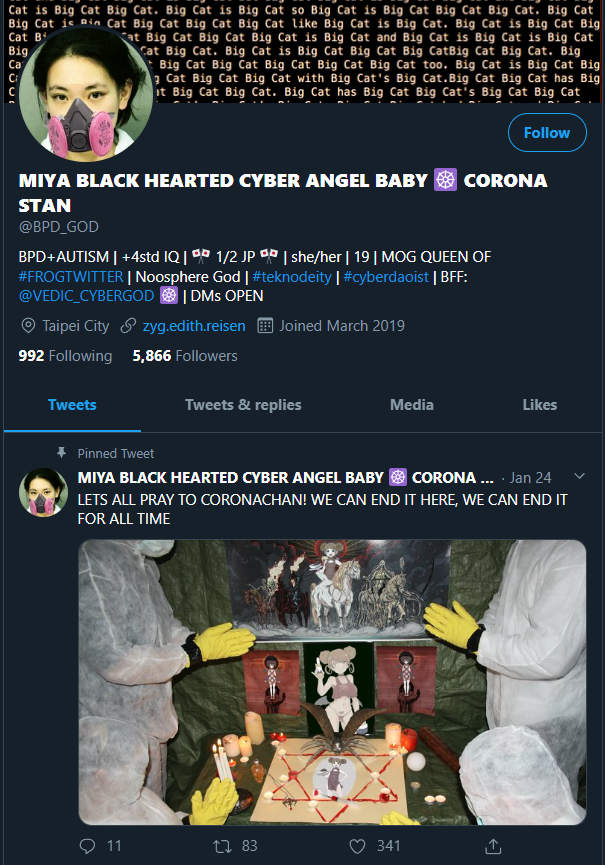 Cat is Big Cat Big Cat. Big Cat is Big Cat so Big Cat is Big Cat. Big Cat
Big Cat is Big Cat Big Cat Big Cat like Big Cat is Big Cat. Big Cat is Big Cat Big
Big Cat. Big Cat is Big Cat and Big Cat is Big Cat is Big Cat is
Big Cat Big Cat. Big Cat is Big Cat Big Cat Big CatBig Cat. Big
Cat Big Cat Big Cat Big Cat Big Cat too. Big Cat is Big Cat Big
Cat Big Cat Big Cat with Big Cat's Big Cat.Big Cat Big Cat has Big
Big Cat Big Cat. Big Cat has Big Cat Big Cat's Big Cat Big Cat
Follow
MIYA BLACK HEARTED CYBER ANGEL BABY ☸️ CORONA
STAN
@BPD_GOD
BPD+AUTISM | +4std IQ | 🎌 1/2 JP 🎌 | she/her | 19 | MOG QUEEN OF
#FROGTWITTER | Noosphere God | #teknodeity | #cyberdaoist | BFF:
@VEDIC_CYBERGOD ☸️ | DMs OPEN
Taipei City zyg.edith.reisen Joined March 2019
992 Following 5,866 Followers
Tweets Tweets & replies Media Likes
Pinned Tweet
MIYA BLACK HEARTED CYBER ANGEL BABY ☸️ CORONA ... · Jan 24
LETS ALL PRAY TO CORONACHAN! WE CAN END IT HERE, WE CAN END IT
FOR ALL TIME
11 83 341